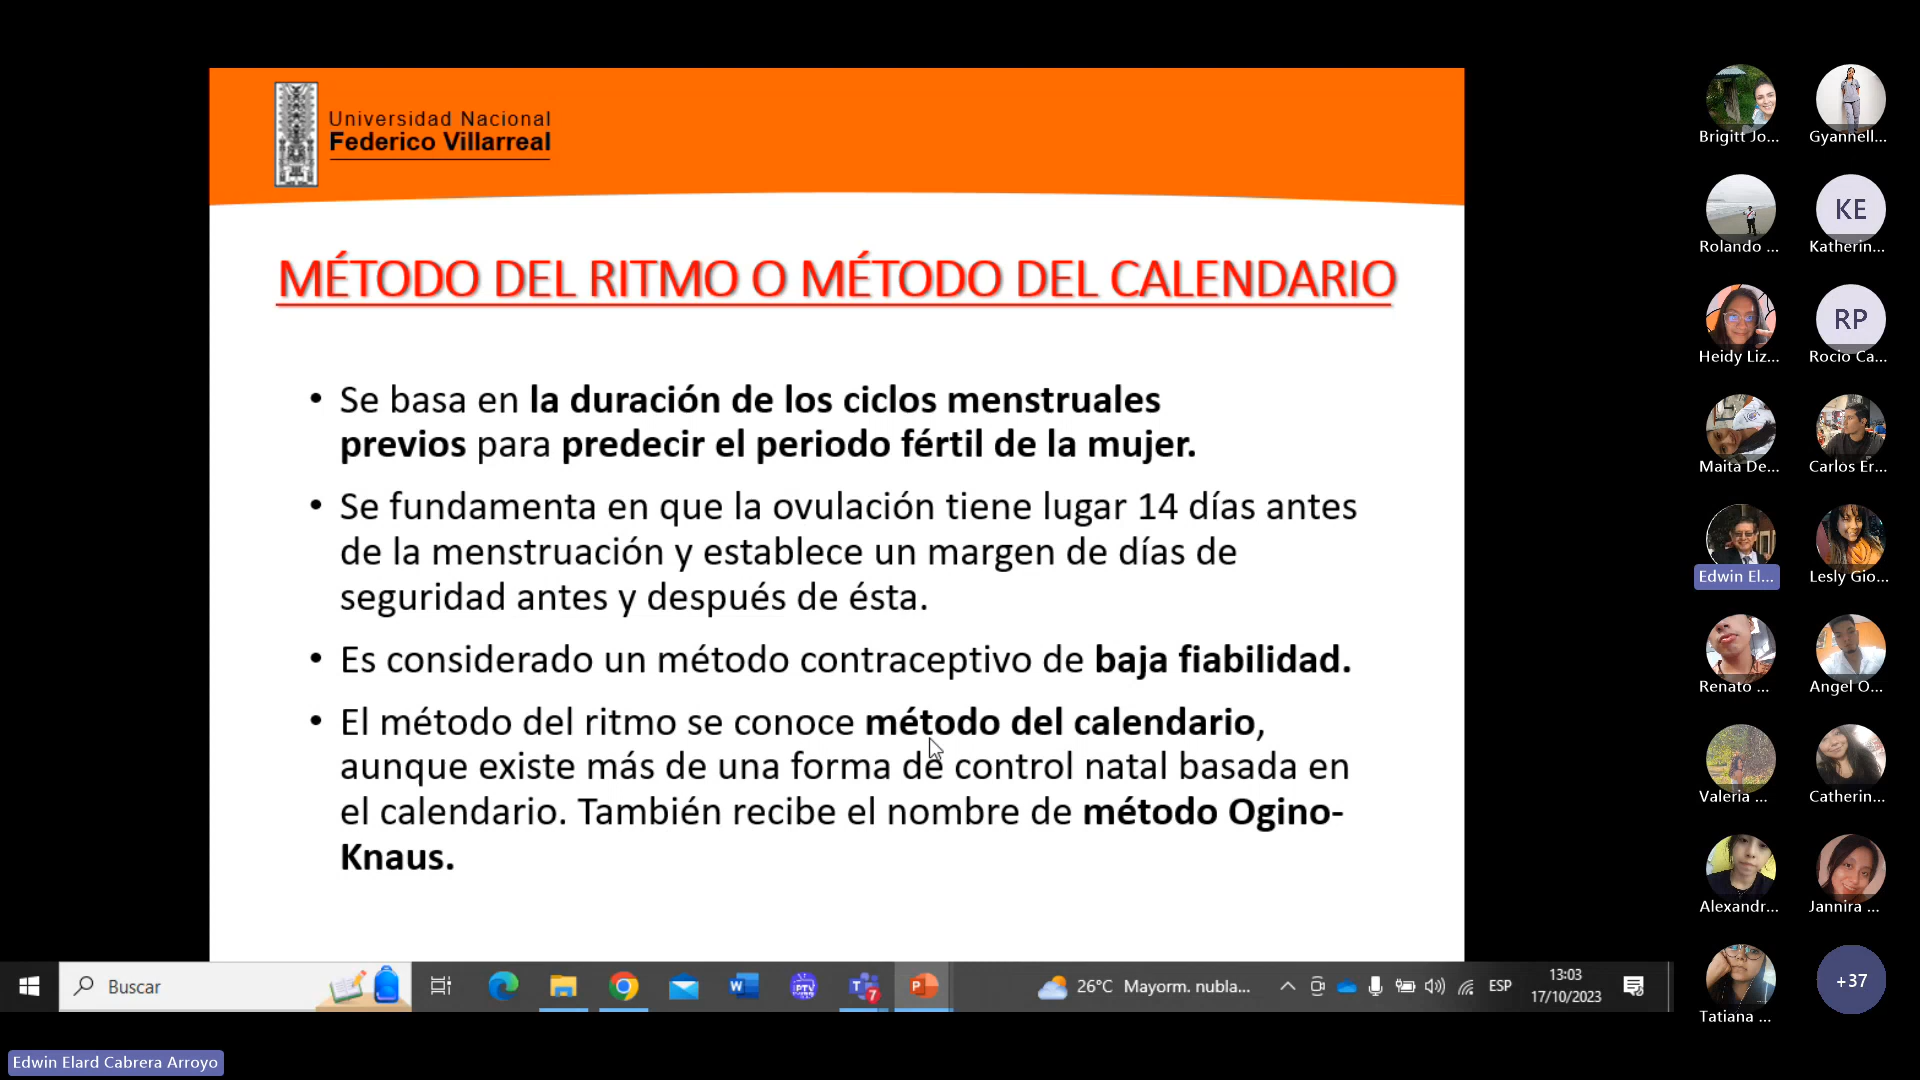 Universidad Nacional
Federico Villarreal
MÉTODO DEL RITMO O MÉTODO DEL CALENDARIO
• Se basa en la duración de los ciclos menstruales
previos para predecir el periodo fértil de la mujer.
• Se fundamenta en que la ovulación tiene lugar 14 días antes
de la menstruación y establece un margen de días de
seguridad antes y después de ésta.
• Es considerado un método contraceptivo de baja fiabilidad.
• El método del ritmo se conoce método del calendario,
aunque existe más de una forma de control natal basada en
el calendario. También recibe el nombre de método Ogino-
Knaus.
Brigitt Jo...
Gyannell...
Rolando ...
KE
Katherin...
Heidy Liz...
RP
Rocio Ca...
Maita De...
Carlos Er...
Edwin El...
Lesly Gio...
Renato ...
Angel O...
Valeria ...
Catherin...
Alexandr...
Jannira ...
Tatiana ...
+37
Buscar
W
IPTV
T
7
P
26°C Mayorm. nubla...
ESP
13:03
17/10/2023
Edwin Elard Cabrera Arroyo